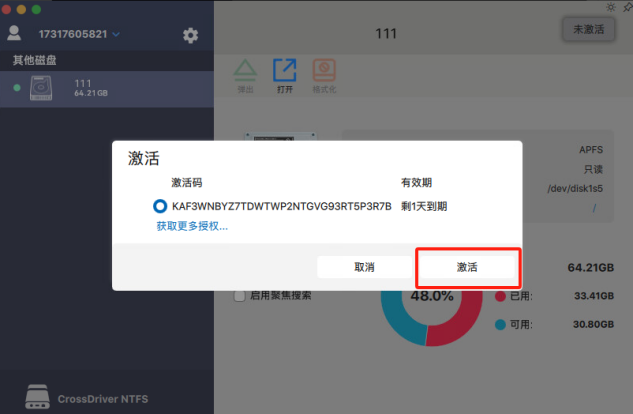 17317605821
111
未激活
其他磁盘
111
64.21GB
弹出
打开
格式化
APFS
只读
/dev/disk1s5
/
激活
激活码
有效期
KAF3WNBYZ7TDWTWP2NTGVG93RT5P3R7B
剩1天到期
获取更多授权...
取消
激活
64.21GB
启用聚焦搜索
48.0%
已用:
33.41GB
可用:
30.80GB
CrossDriver NTFS